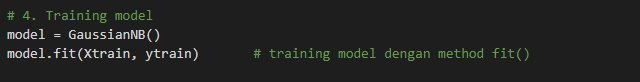 # 4. Training model
model = GaussianNB()
model.fit(Xtrain, ytrain)       # training model dengan method fit()